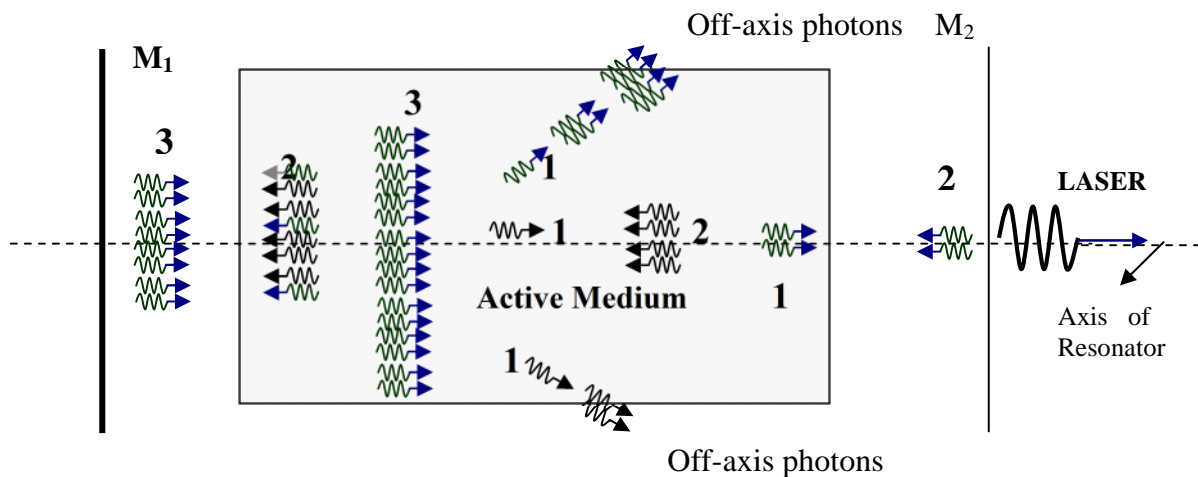 Off-axis photons
M₂
M₁
3
3
2
1
1
2
1
2
LASER
Active Medium
1
Axis of
Resonator
Off-axis photons